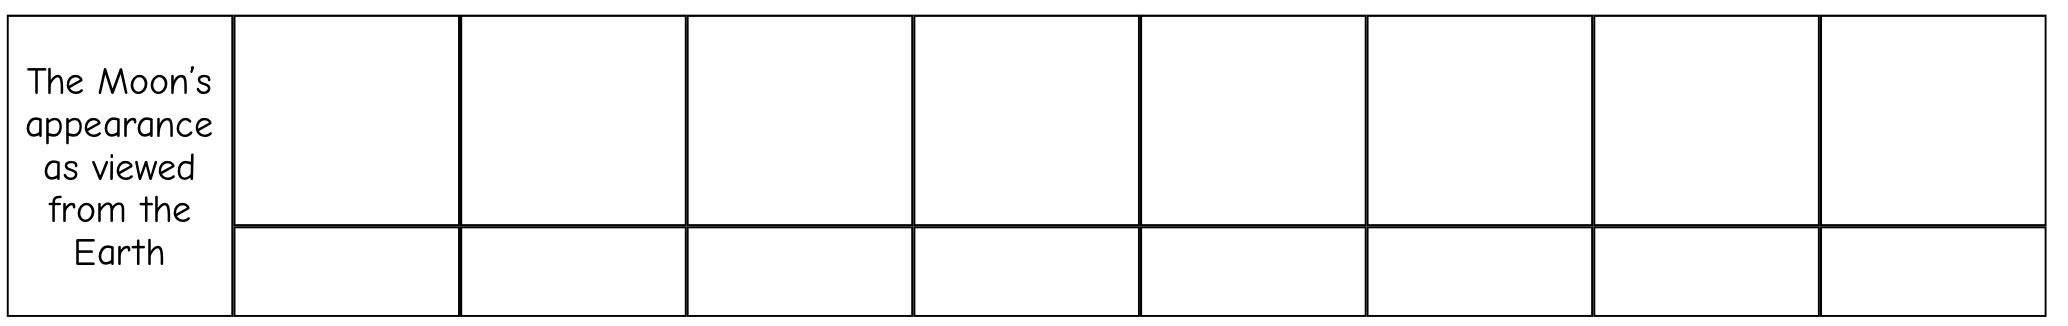 The Moon's
appearance
as viewed
from the
Earth